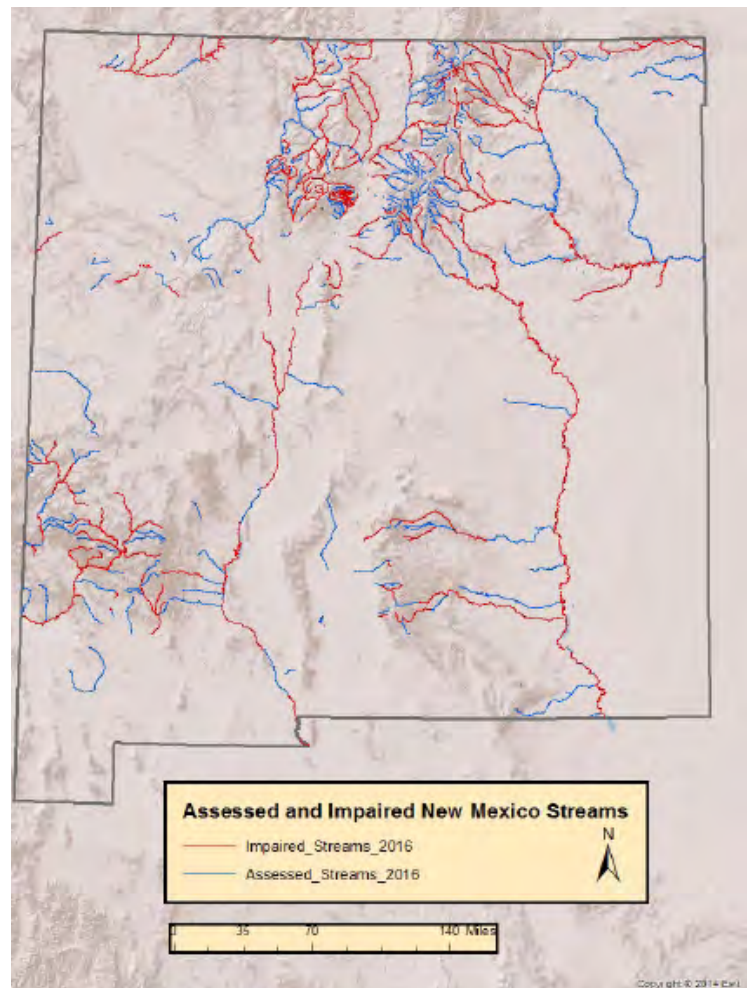 Assessed and Impaired New Mexico Streams
N
Impaired_Streams_2016
Assessed_Streams_2016
0 35 70 140 Miles
Copyright © 2014 Esri